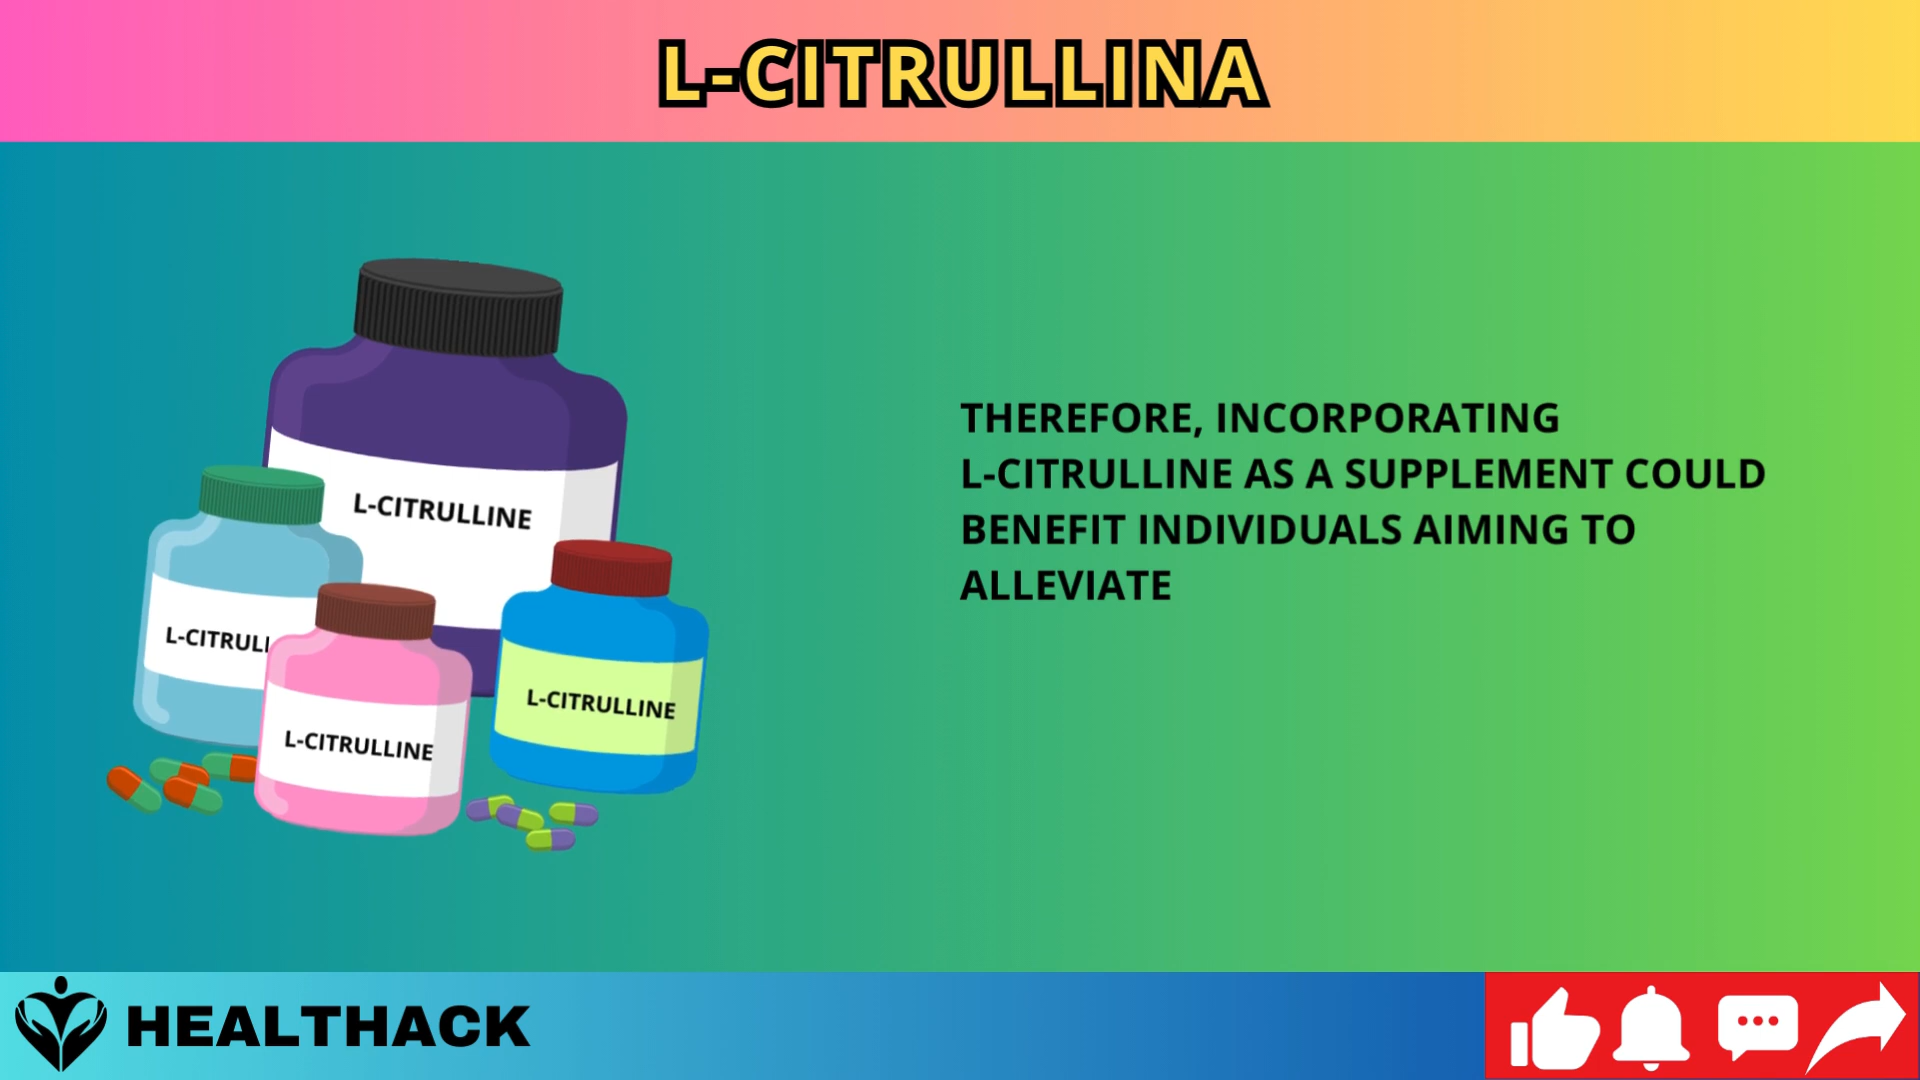 L-CITRULLINA
THEREFORE, INCORPORATING
L-CITRULLINE AS A SUPPLEMENT COULD
BENEFIT INDIVIDUALS AIMING TO
ALLEVIATE
L-CITRULLINE
L-CITRULL
L-CITRULLINE
L-CITRULLINE
HEALTHACK